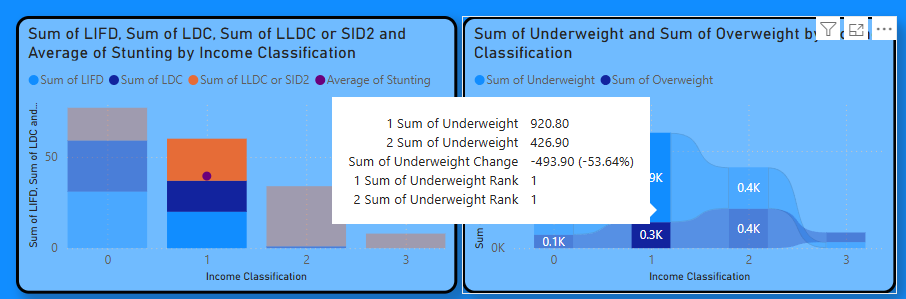 Sum of LIFD, Sum of LDC, Sum of LLDC or SID2 and
Average of Stunting by Income Classification
Sum of LIFD Sum of LDC Sum of LLDC or SID2 Average of Stunting
Sum of LIFD, Sum of LDC and...
50
0
0 1 2 3
Income Classification
Sum of Underweight and Sum of Overweight by
Classification
Sum of Underweight Sum of Overweight
1 Sum of Underweight 920.80
2 Sum of Underweight 426.90
Sum of Underweight Change -493.90 (-53.64%)
1 Sum of Underweight Rank 1
2 Sum of Underweight Rank 1
Sum
0K
0.1K
9K
0.3K
0.4K
0.4K
0 1 2 3
Income Classification